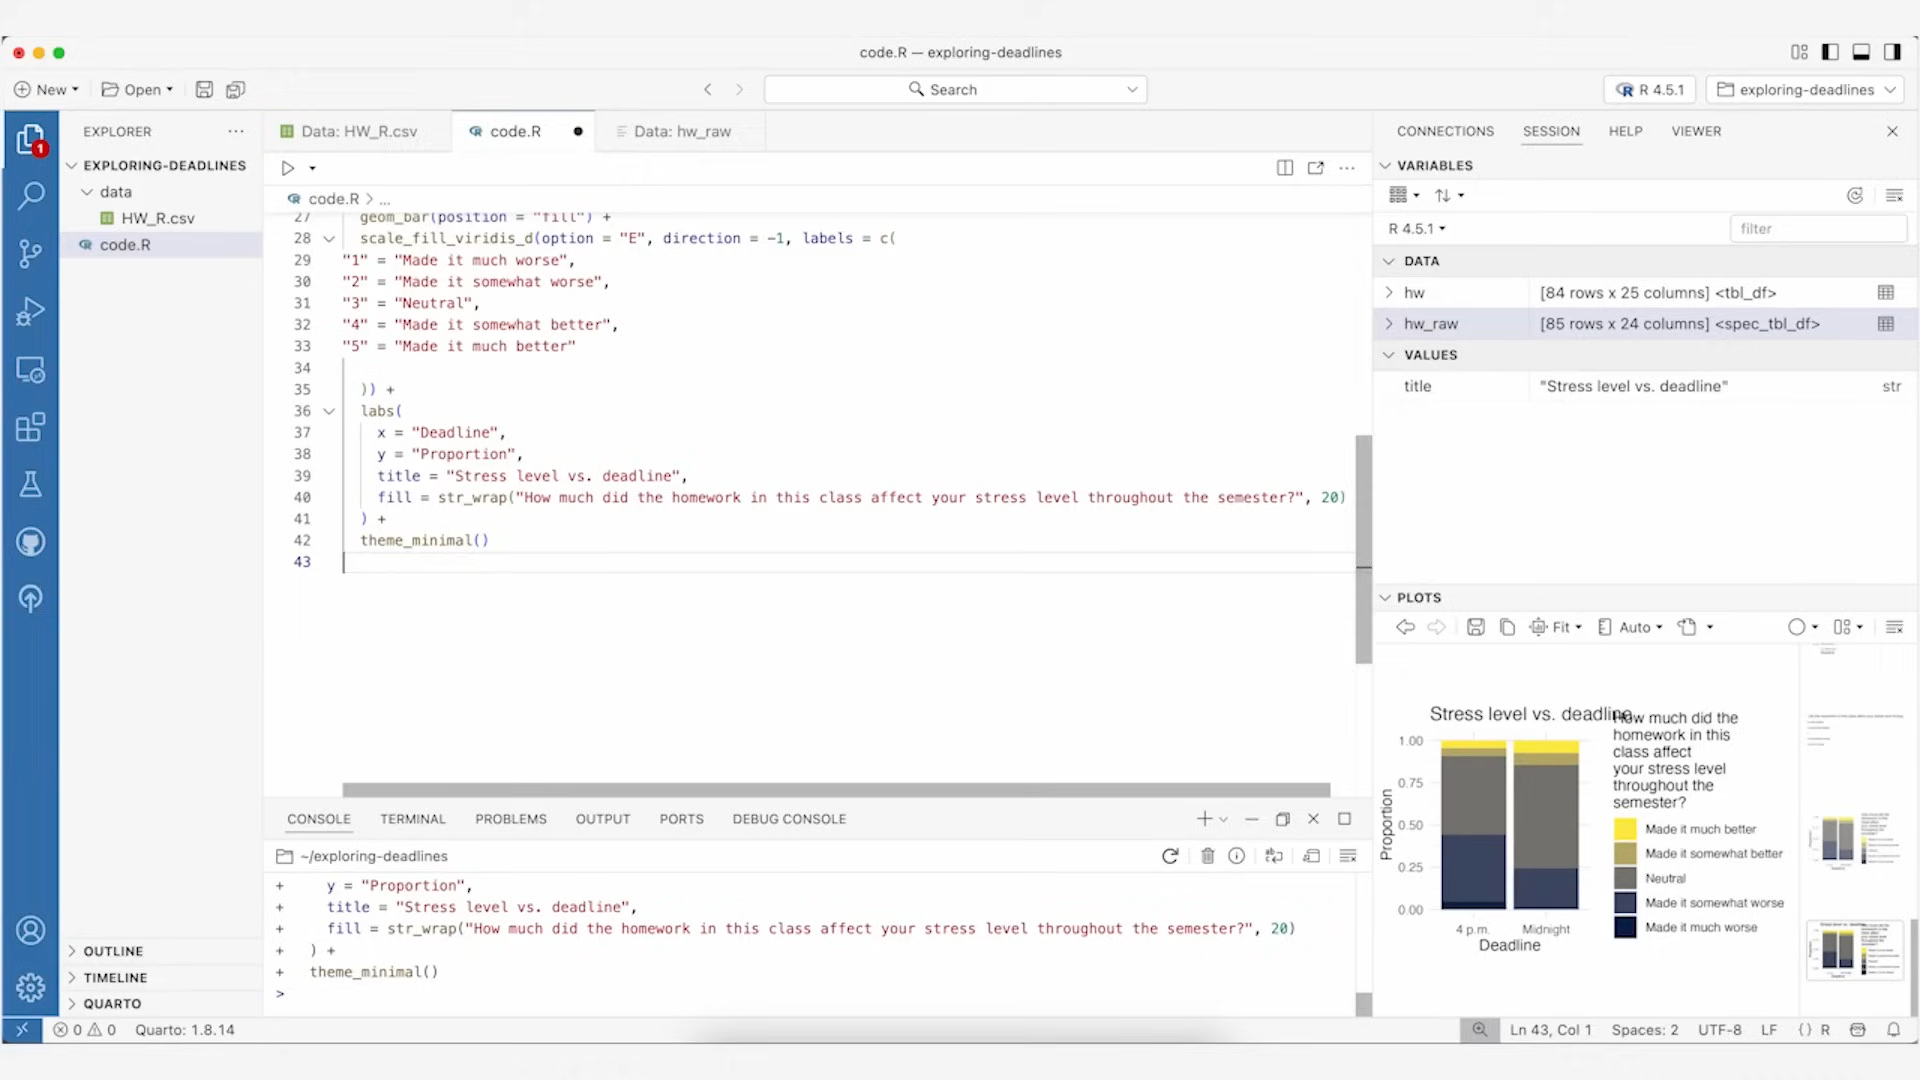 code.R — exploring-deadlines
New
Open
Search
R 4.5.1
exploring-deadlines
1
EXPLORER
EXPLORING-DEADLINES
data
HW_R.csv
code.R
OUTLINE
TIMELINE
QUARTO
Data: HW_R.csv
code.R
Data: hw_raw
code.R > ...
27 geom_bar(position = "fill") +
28 scale_fill_viridis_d(option = "E", direction = -1, labels = c(
29 "1" = "Made it much worse",
30 "2" = "Made it somewhat worse",
31 "3" = "Neutral",
32 "4" = "Made it somewhat better",
33 "5" = "Made it much better"
34
35 )) +
36 labs(
37 x = "Deadline",
38 y = "Proportion",
39 title = "Stress level vs. deadline",
40 fill = str_wrap("How much did the homework in this class affect your stress level throughout the semester?", 20)
41 ) +
42 theme_minimal()
43
CONSOLE TERMINAL PROBLEMS OUTPUT PORTS DEBUG CONSOLE
~/exploring-deadlines
+ y = "Proportion",
+ title = "Stress level vs. deadline",
+ fill = str_wrap("How much did the homework in this class affect your stress level throughout the semester?", 20)
+ ) +
+ theme_minimal()
>
CONNECTIONS SESSION HELP VIEWER
VARIABLES
R 4.5.1
filter
DATA
hw [84 rows x 25 columns] <tbl_df>
hw_raw [85 rows x 24 columns] <spec_tbl_df>
VALUES
title "Stress level vs. deadline" str
PLOTS
Fit
Auto
Stress level vs. deadline
1.00
0.75
0.50
0.25
0.00
Proportion
4 p.m.
Midnight
Deadline
How much did the
homework in this
class affect
your stress level
throughout the
semester?
Made it much better
Made it somewhat better
Neutral
Made it somewhat worse
Made it much worse
0 0 Quarto: 1.8.14
Ln 43, Col 1 Spaces: 2 UTF-8 LF {} R